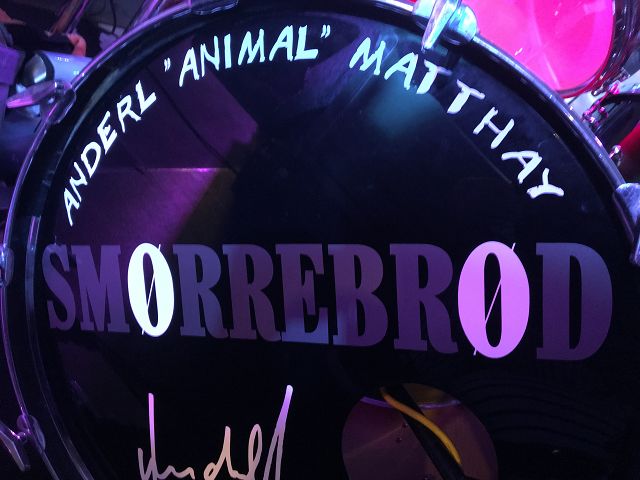 ANDERL "ANIMAL" MATTHAY
SMØRREBRØD